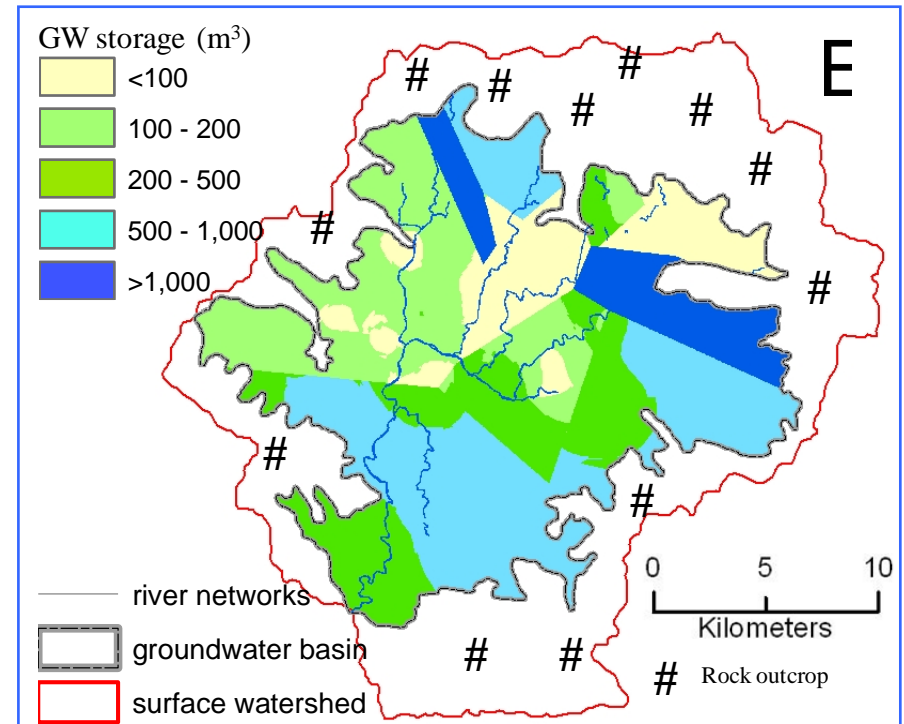 GW storage (m³)
E
<100
100 - 200
200 - 500
500 - 1,000
>1,000
# # # # # # # # # # # #
0 5 10
Kilometers
river networks
groundwater basin
surface watershed
# Rock outcrop